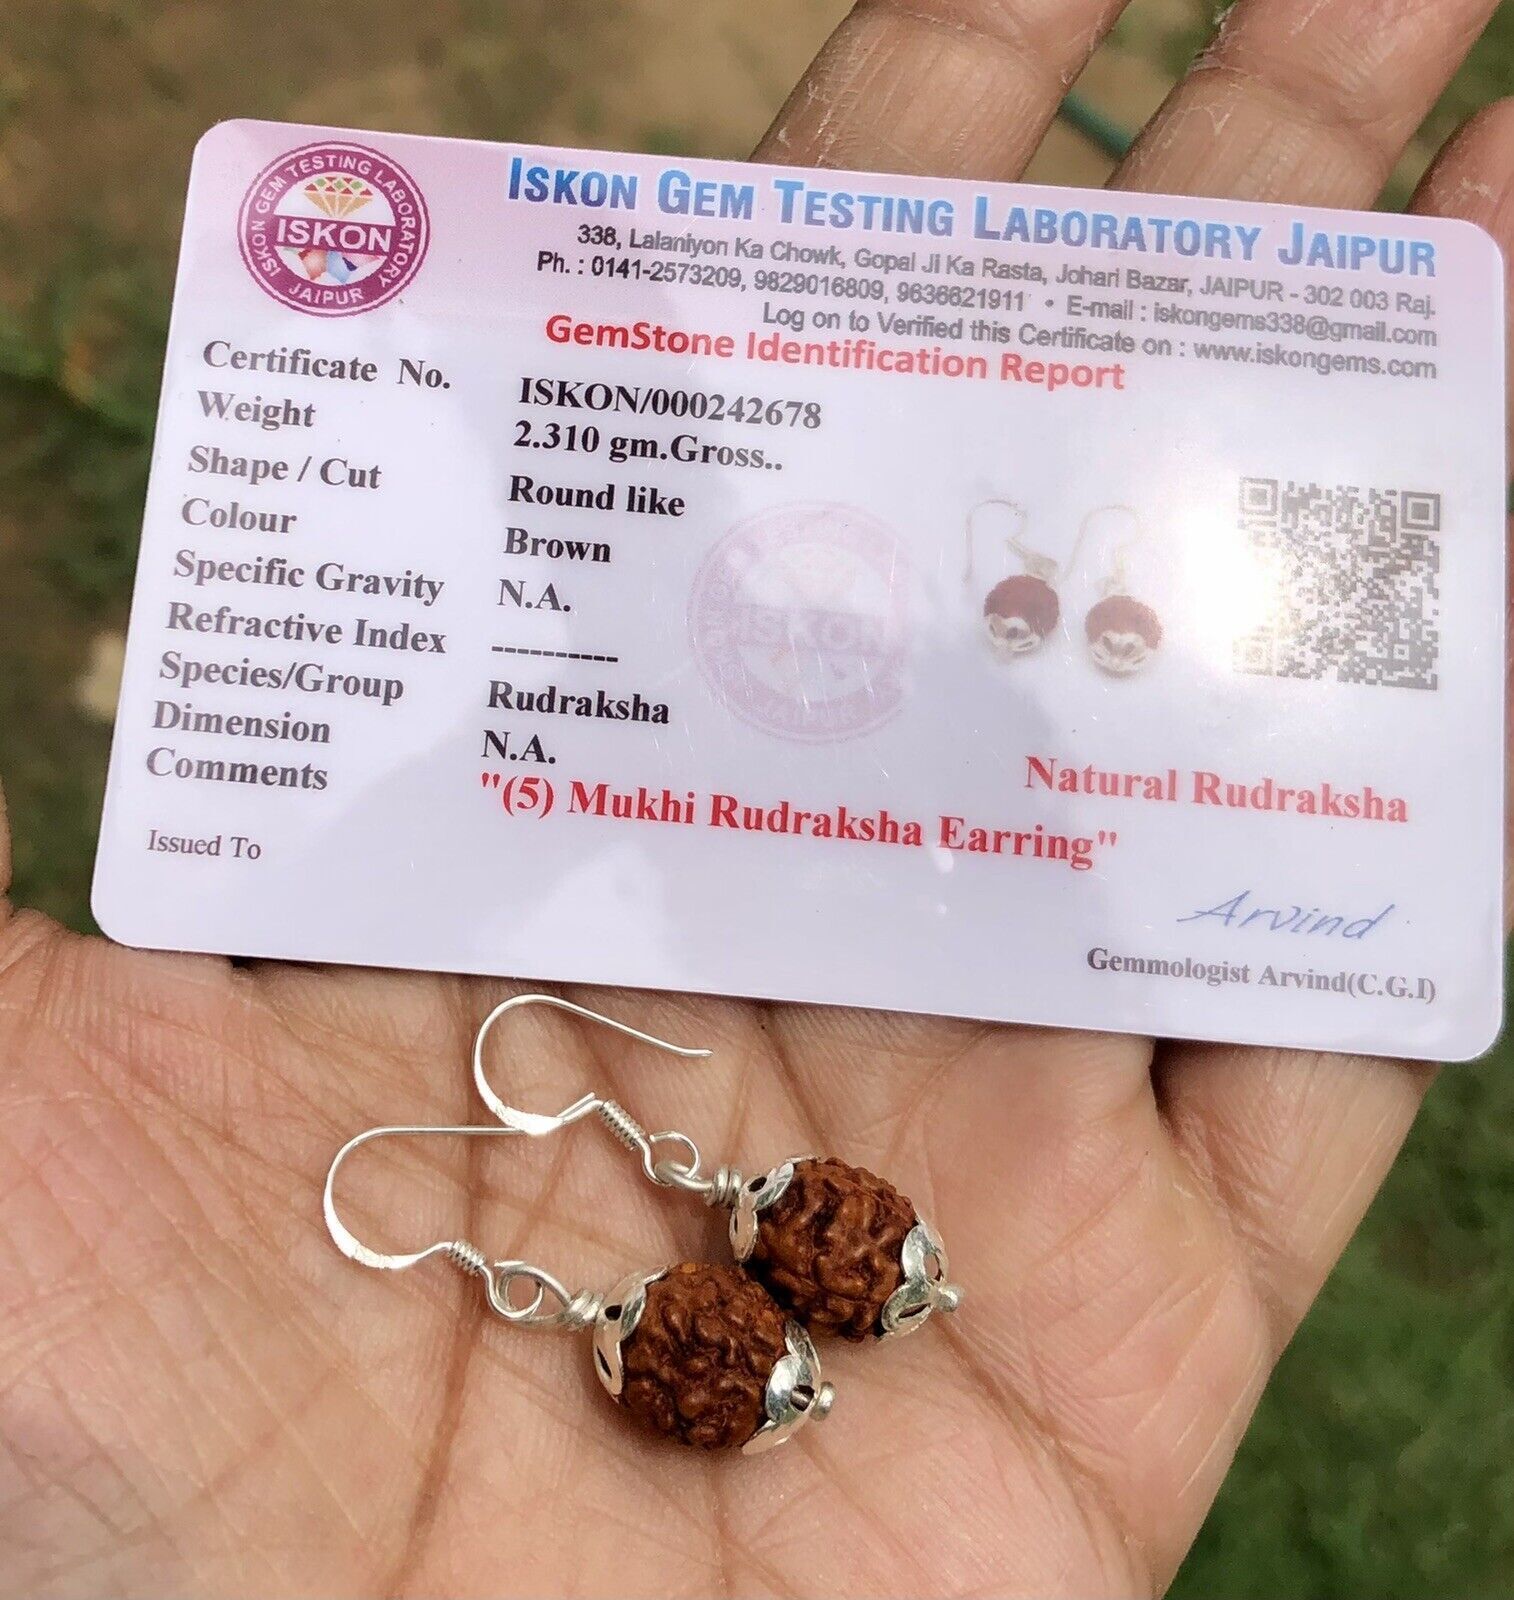 ISKON GEM TESTING LABORATORY
ISKON
JAIPUR
ISKON GEM TESTING LABORATORY JAIPUR
338, Lalaniyon Ka Chowk, Gopal Ji Ka Rasta, Johari Bazar, JAIPUR - 302 003 Raj.
Ph. : 0141-2573209, 9829016809, 9636621911 • E-mail : iskongems338@gmail.com
Log on to Verified this Certificate on : www.iskongems.com
GemStone Identification Report
Certificate No. ISKON/000242678
Weight 2.310 gm.Gross..
Shape / Cut Round like
Colour Brown
Specific Gravity N.A.
Refractive Index ----------
Species/Group Rudraksha
Dimension N.A.
Comments "(5) Mukhi Rudraksha Earring"
Natural Rudraksha
Issued To
ISKON
JAIPUR
Arvind
Gemmologist Arvind(C.G.I)